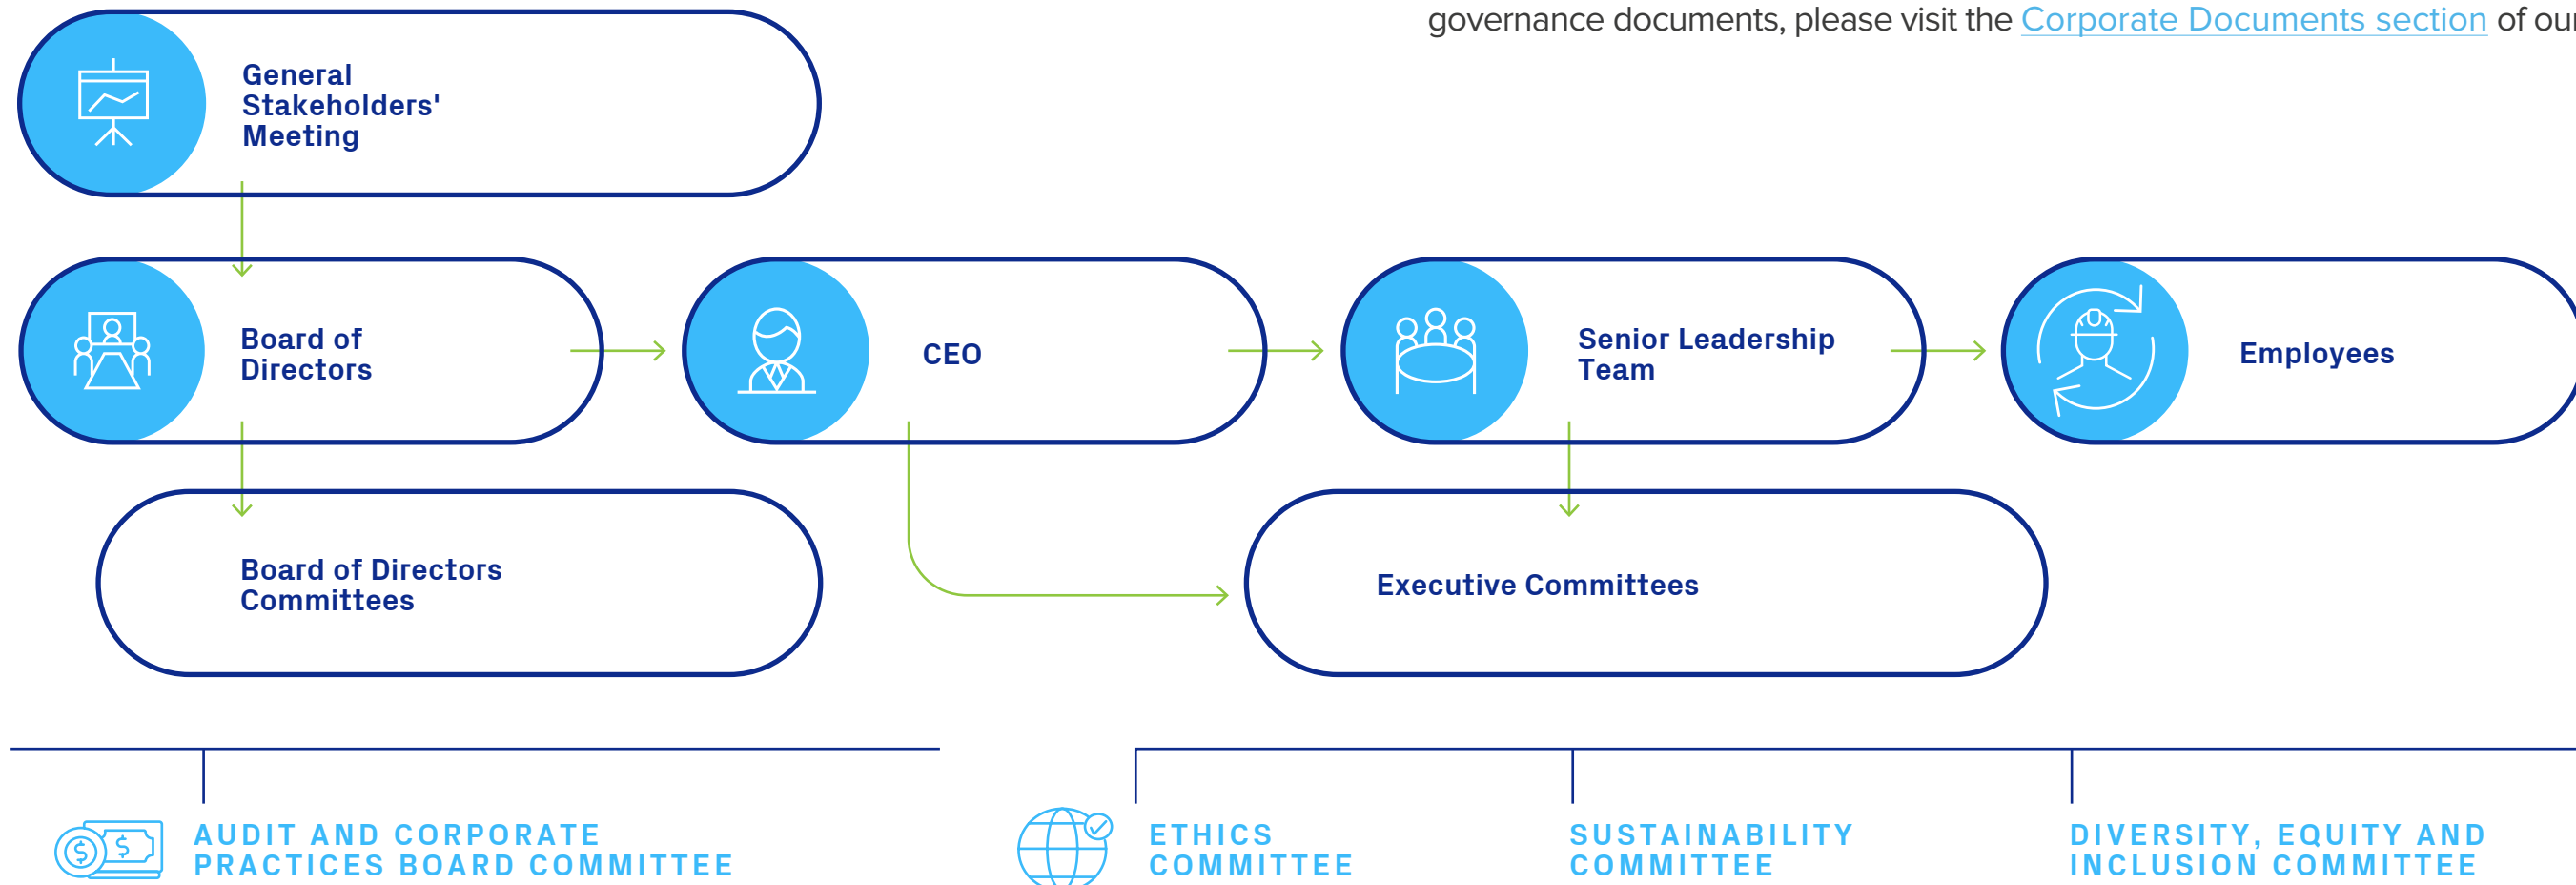 governance documents, please visit the Corporate Documents section of our
General
Stakeholders'
Meeting
Board of
Directors
CEO
Senior Leadership
Team
Employees
Board of Directors
Committees
Executive Committees
AUDIT AND CORPORATE
PRACTICES BOARD COMMITTEE
ETHICS
COMMITTEE
SUSTAINABILITY
COMMITTEE
DIVERSITY, EQUITY AND
INCLUSION COMMITTEE